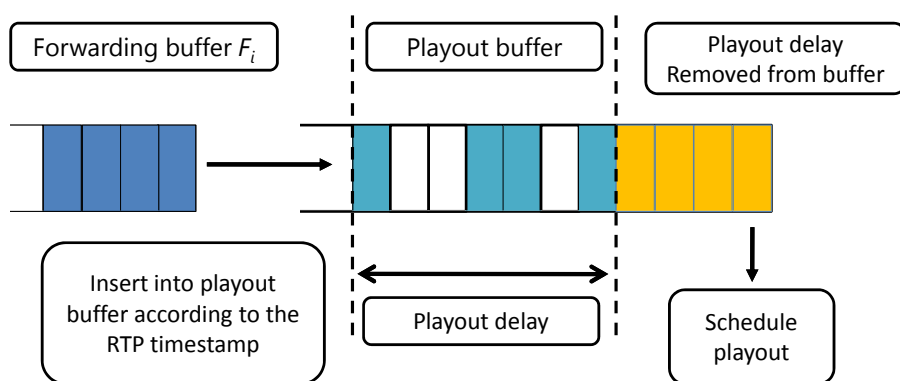 Forwarding buffer Fi
Playout buffer
Playout delay
Removed from buffer
Insert into playout
buffer according to the
RTP timestamp
Playout delay
Schedule
playout